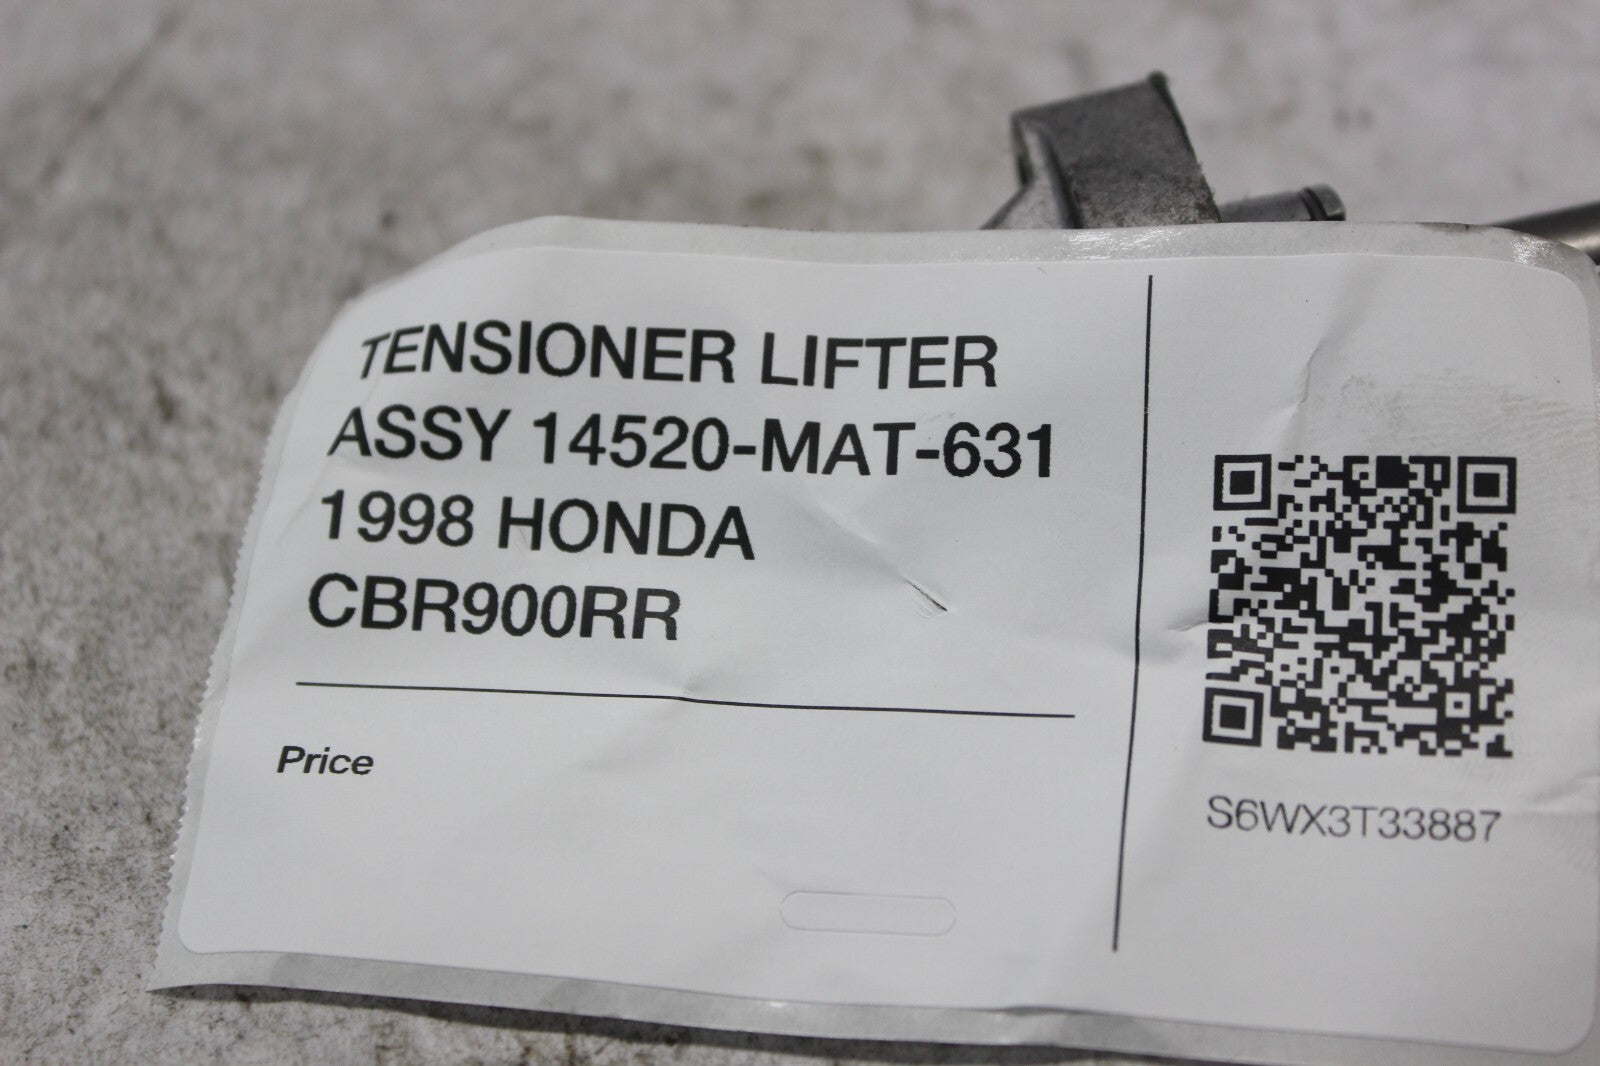 TENSIONER LIFTER
ASSY 14520-MAT-631
1998 HONDA
CBR900RR
Price
S6WX3T33887